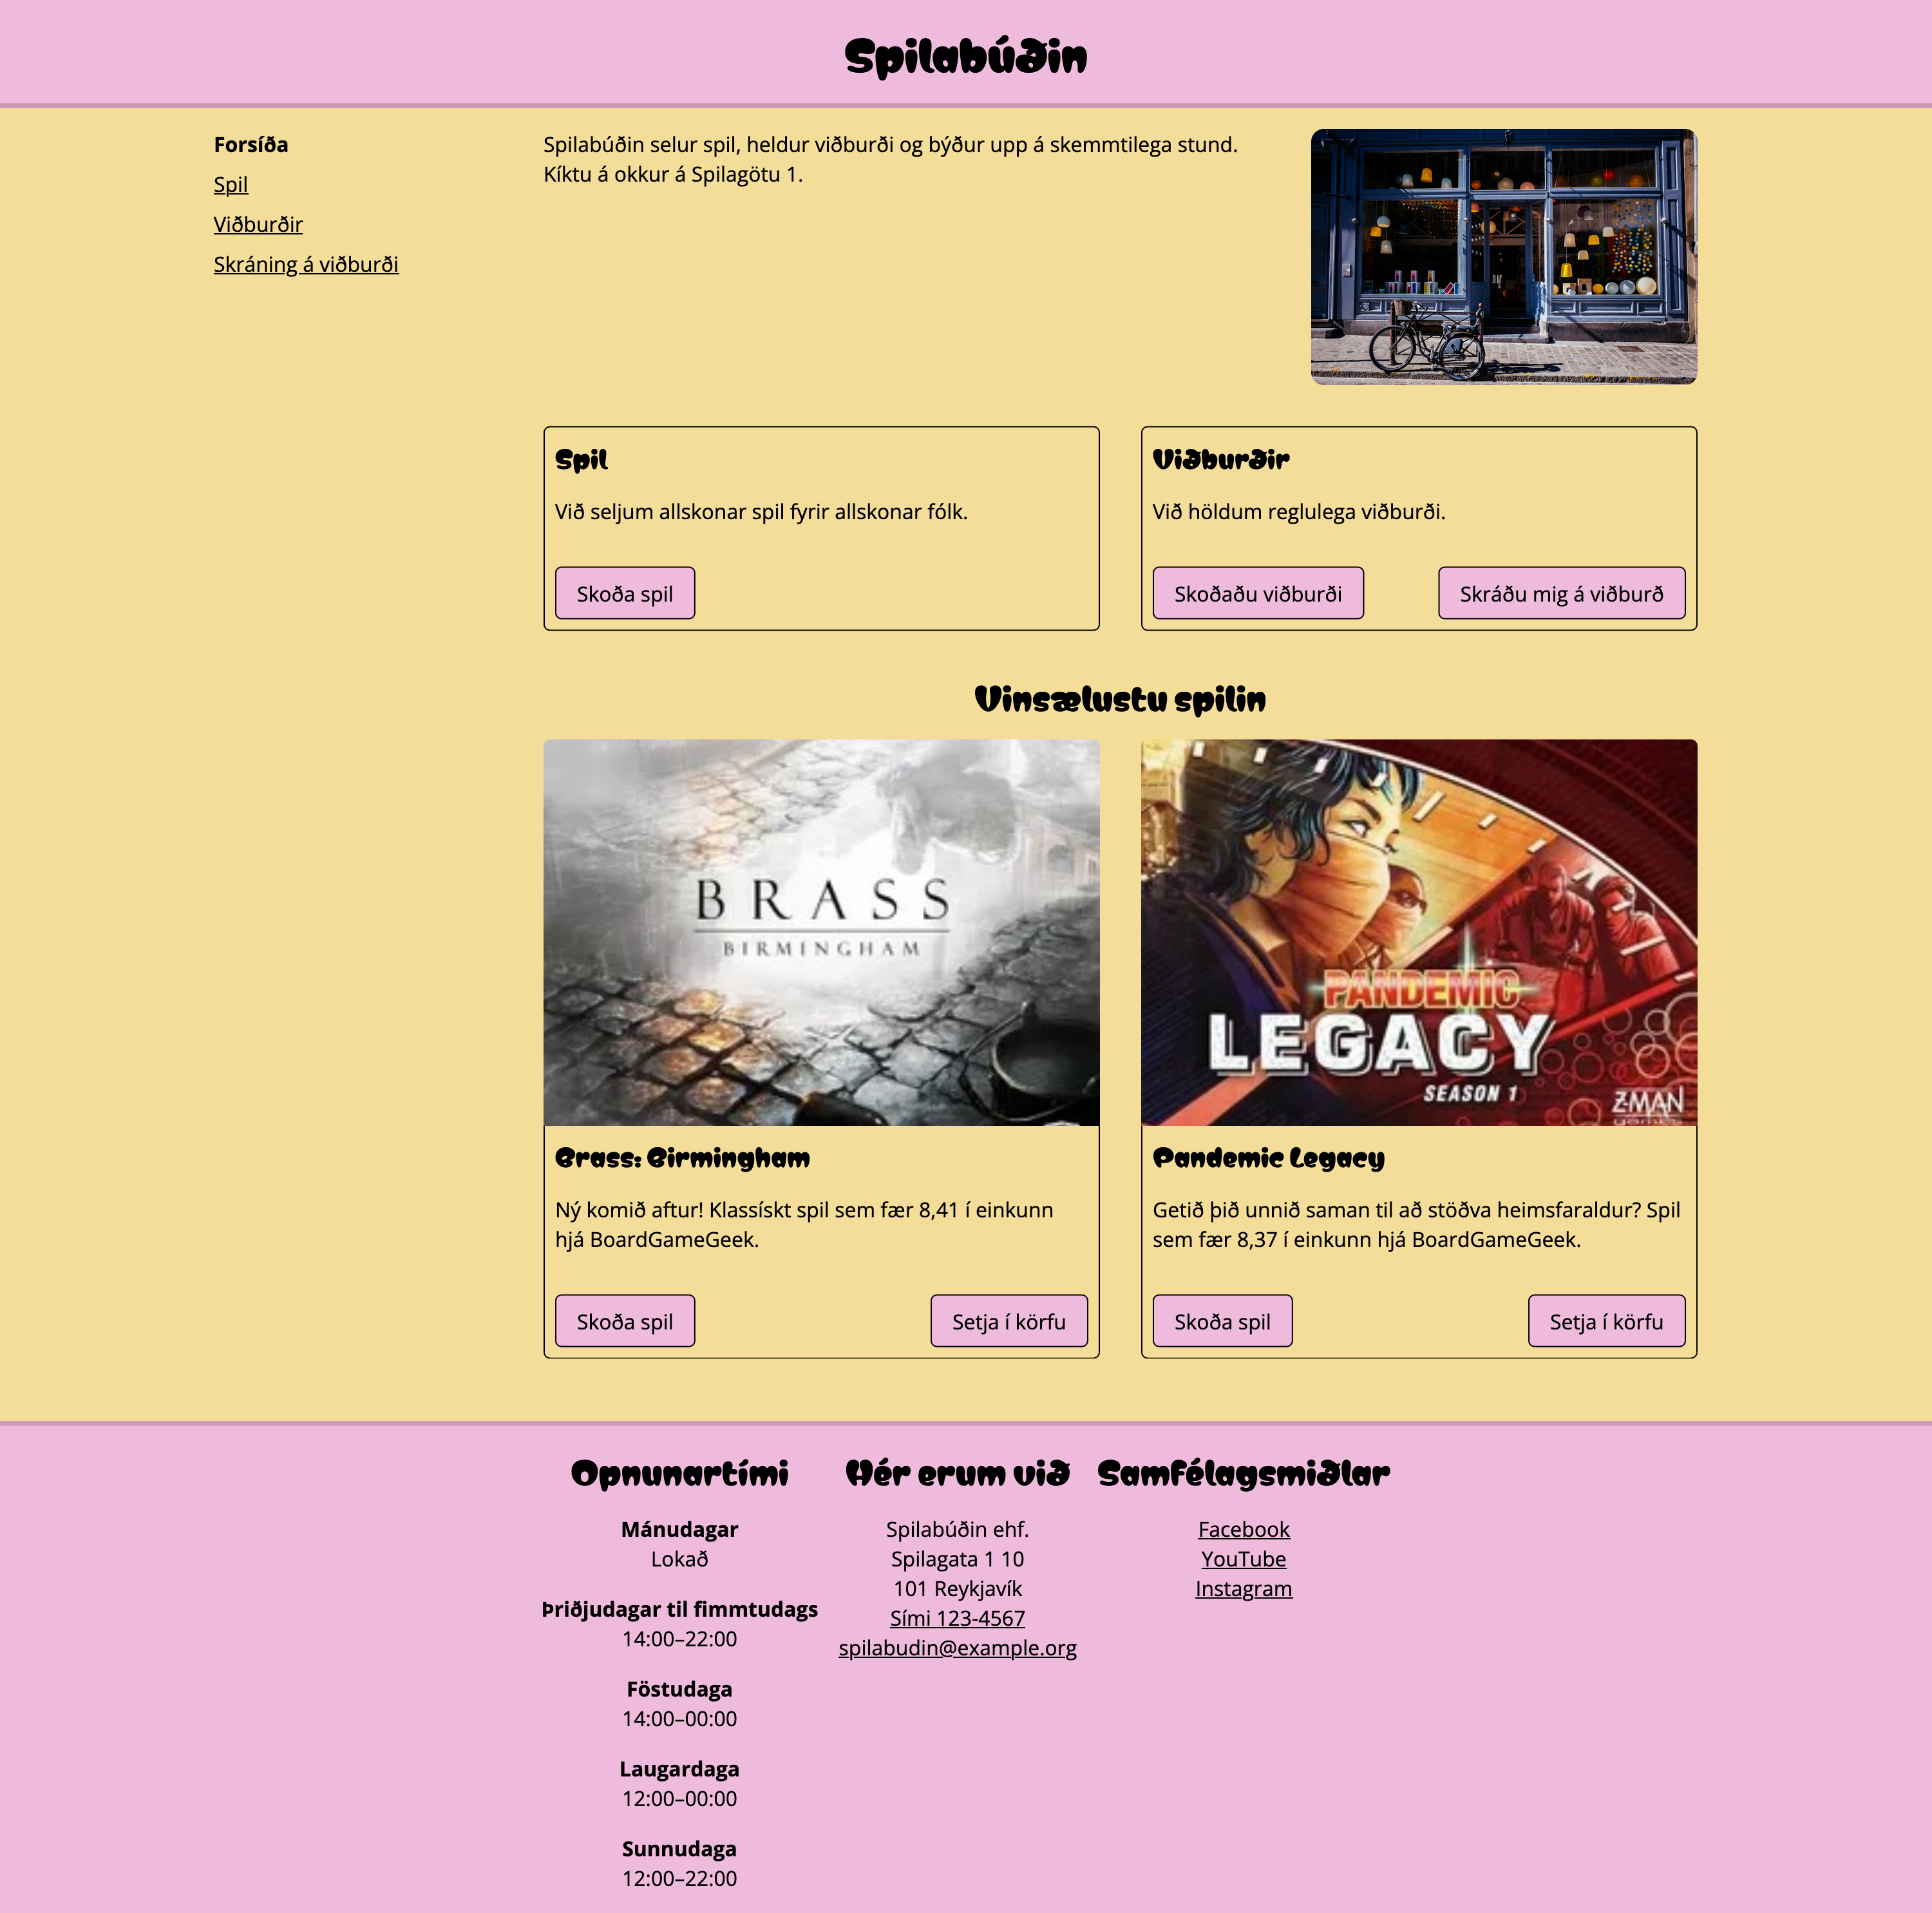 Spilabúðin
Forsíða
Spil
Viðburðir
Skráning á viðburði
Spilabúðin selur spil, heldur viðburði og býður upp á skemmtilega stund.
Kíktu á okkur á Spilagötu 1.
Spil
Við seljum allskonar spil fyrir allskonar fólk.
Skoða spil
Viðburðir
Við höldum reglulega viðburði.
Skoðaðu viðburði
Skráðu mig á viðburð
Vinsælustu spilin
BRASS
BIRMINGHAM
Brass: Birmingham
Ný komið aftur! Klassískt spil sem fær 8,41 í einkunn
hjá BoardGameGeek.
Skoða spil
Setja í körfu
PANDEMIC
LEGACY
SEASON 1
Z-MAN
games
Pandemic Legacy
Getið þið unnið saman til að stöðva heimsfaraldur? Spil
sem fær 8,37 í einkunn hjá BoardGameGeek.
Skoða spil
Setja í körfu
Opnunartími
Mánudagar
Lokað
Þriðjudagar til fimmtudags
14:00–22:00
Föstudaga
14:00–00:00
Laugardaga
12:00–00:00
Sunnudaga
12:00–22:00
Hér erum við
Spilabúðin ehf.
Spilagata 1 10
101 Reykjavík
Sími 123-4567
spilabudin@example.org
Samfélagsmiðlar
Facebook
YouTube
Instagram